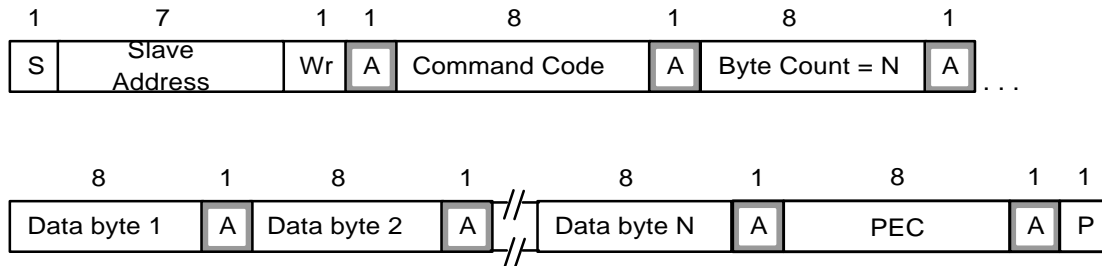 1 7 1 1 8 1 8 1
S Slave Address Wr A Command Code A Byte Count = N A . . .
8 1 8 1 8 1 8 1 1
Data byte 1 A Data byte 2 A Data byte N A PEC A P